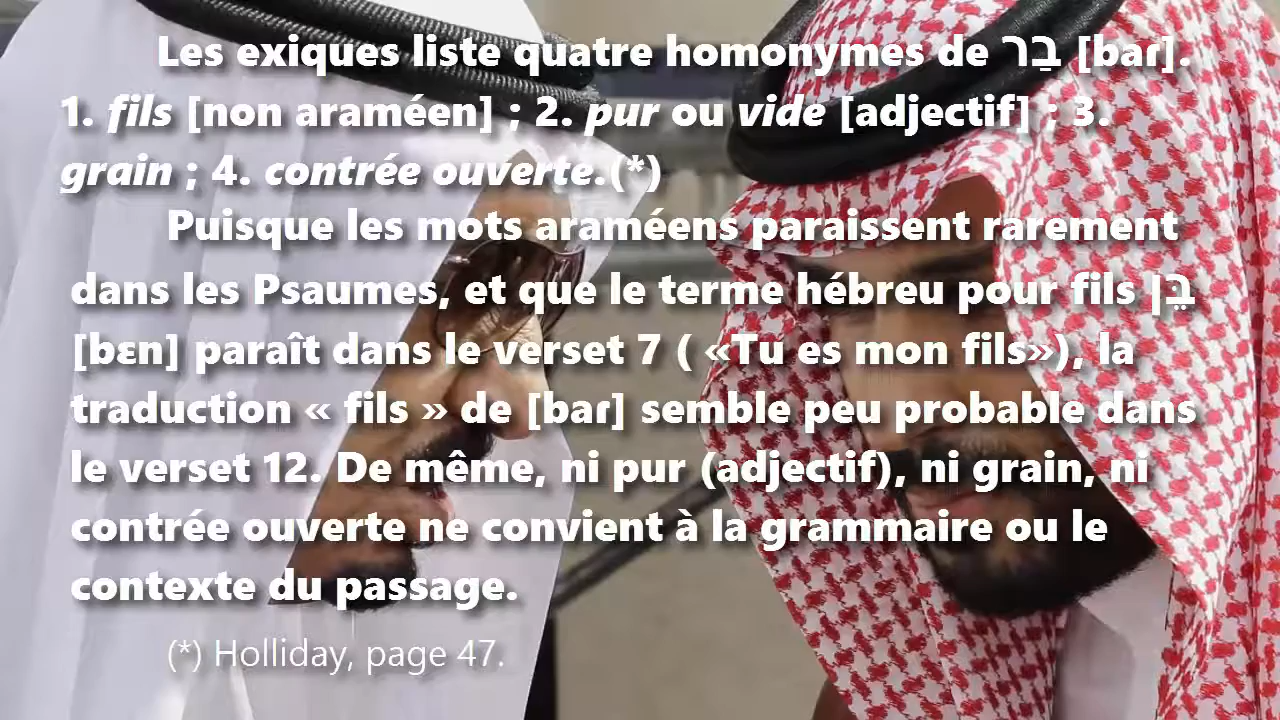 Les exiques liste quatre homonymes de בַּר [baɾ].
1. fils [non araméen] ; 2. pur ou vide [adjectif] ; 3.
grain ; 4. contrée ouverte.(*)
Puisque les mots araméens paraissent rarement
dans les Psaumes, et que le terme hébreu pour fils בֵּן
[bɛn] paraît dans le verset 7 ( «Tu es mon fils»), la
traduction « fils » de [baɾ] semble peu probable dans
le verset 12. De même, ni pur (adjectif), ni grain, ni
contrée ouverte ne convient à la grammaire ou le
contexte du passage.
(*) Holliday, page 47.